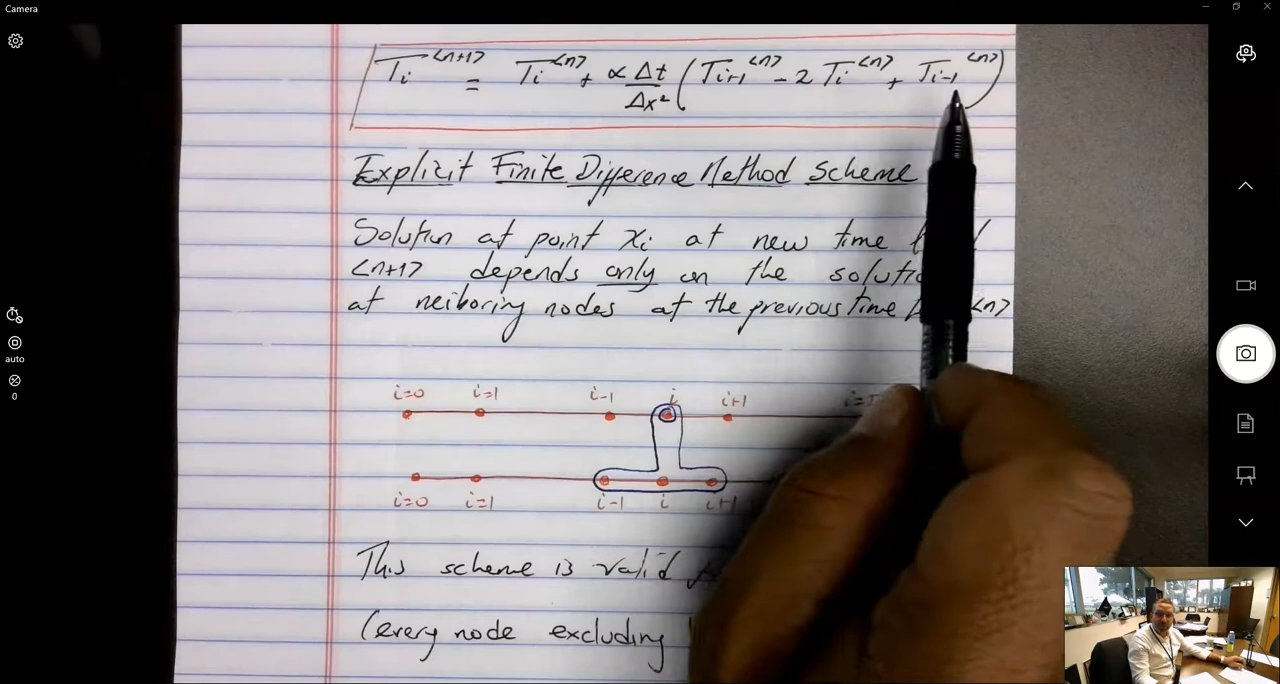 Camera
Ti<n+1> = Ti<n> + α Δt/Δx² (Ti+1<n> - 2 Ti<n> + Ti-1<n>)
Explicit Finite Difference Method Scheme
Solution at point xi at new time
<n+1> depends only on the
at neiboring nodes at the previous time <n>
i=0 i=1 i-1 i i+1
i=0 i=1 i-1 i i+1
This scheme is valid
(every node excluding
auto
0